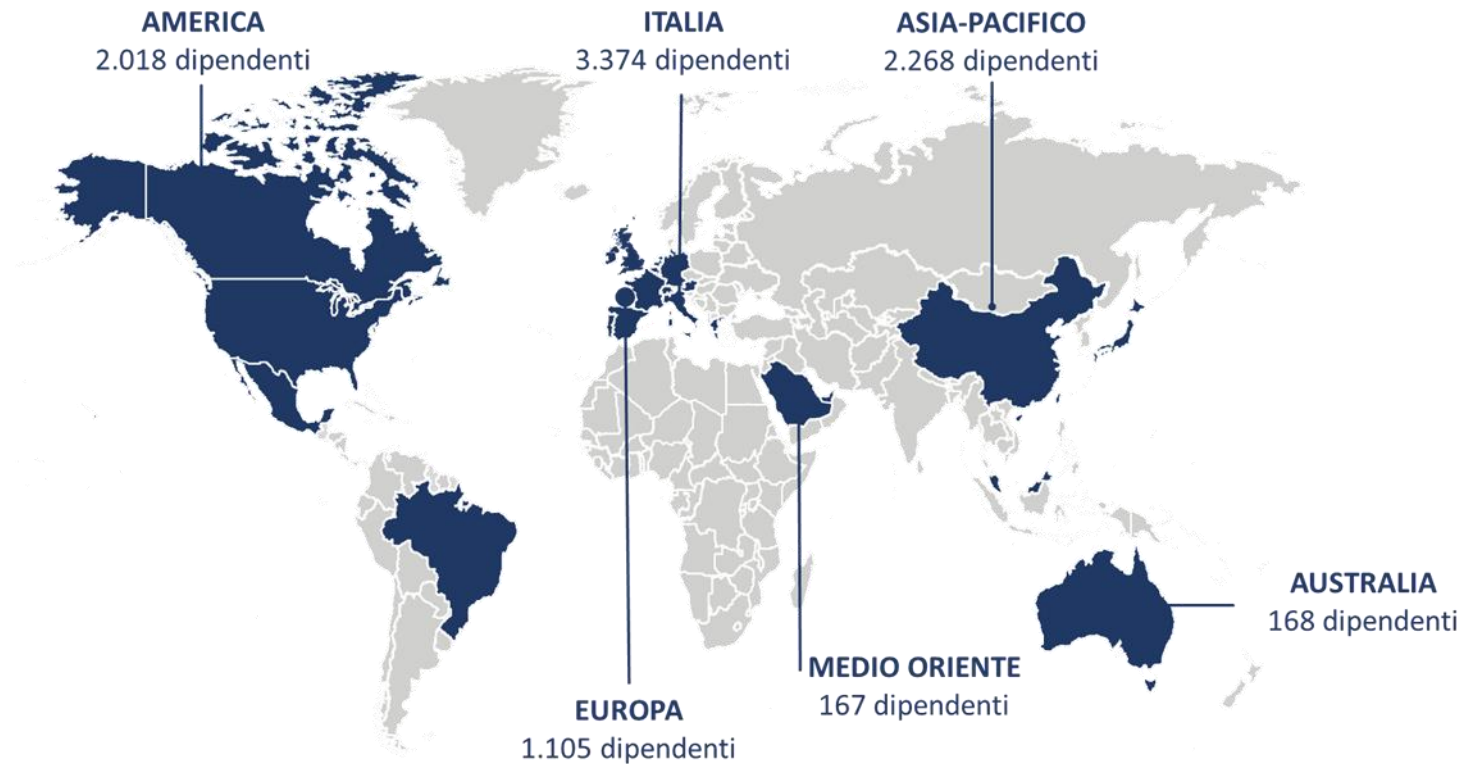 AMERICA
2.018 dipendenti
ITALIA
3.374 dipendenti
ASIA-PACIFICO
2.268 dipendenti
AUSTRALIA
168 dipendenti
MEDIO ORIENTE
167 dipendenti
EUROPA
1.105 dipendenti